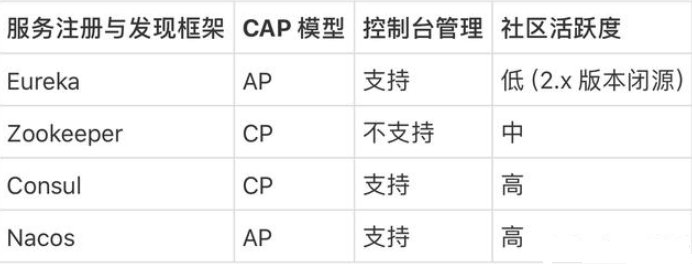 服务注册与发现框架 CAP 模型 控制台管理 社区活跃度
Eureka AP 支持 低 (2.x 版本闭源)
Zookeeper CP 不支持 中
Consul CP 支持 高
Nacos AP 支持 高